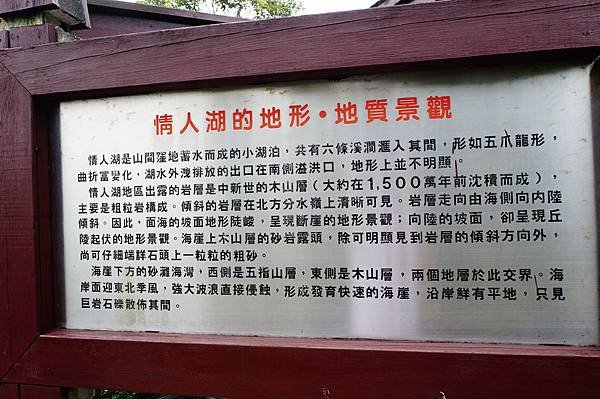 情人湖的地形・地質景觀
情人湖是山間窪地蓄水而成的小湖泊，共有六條溪澗滙入其間，形如五爪龍形，
曲折富變化，湖水外洩排放的出口在南側溢洪口，地形上並不明顯。
情人湖地區出露的岩層是中新世的木山層（大約在1,500萬年前沈積而成），
主要是粗粒岩構成。傾斜的岩層在北方分水嶺上清晰可見。岩層走向由海側向內陸
傾斜。因此，面海的坡面地形陡峻，呈現斷崖的地形景觀；向陸的坡面，卻呈現丘
陵起伏的地形景觀。海崖上木山層的砂岩露頭，除可明顯見到岩層的傾斜方向外，
尚可仔細端詳石頭上一粒粒的粗砂。
海崖下方的砂灘海灣，西側是五指山層，東側是木山層，兩個地層於此交界。海
岸面迎東北季風，強大波浪直接侵蝕，形成發育快速的海崖，沿岸鮮有平地，只見
巨岩石礫散佈其間。